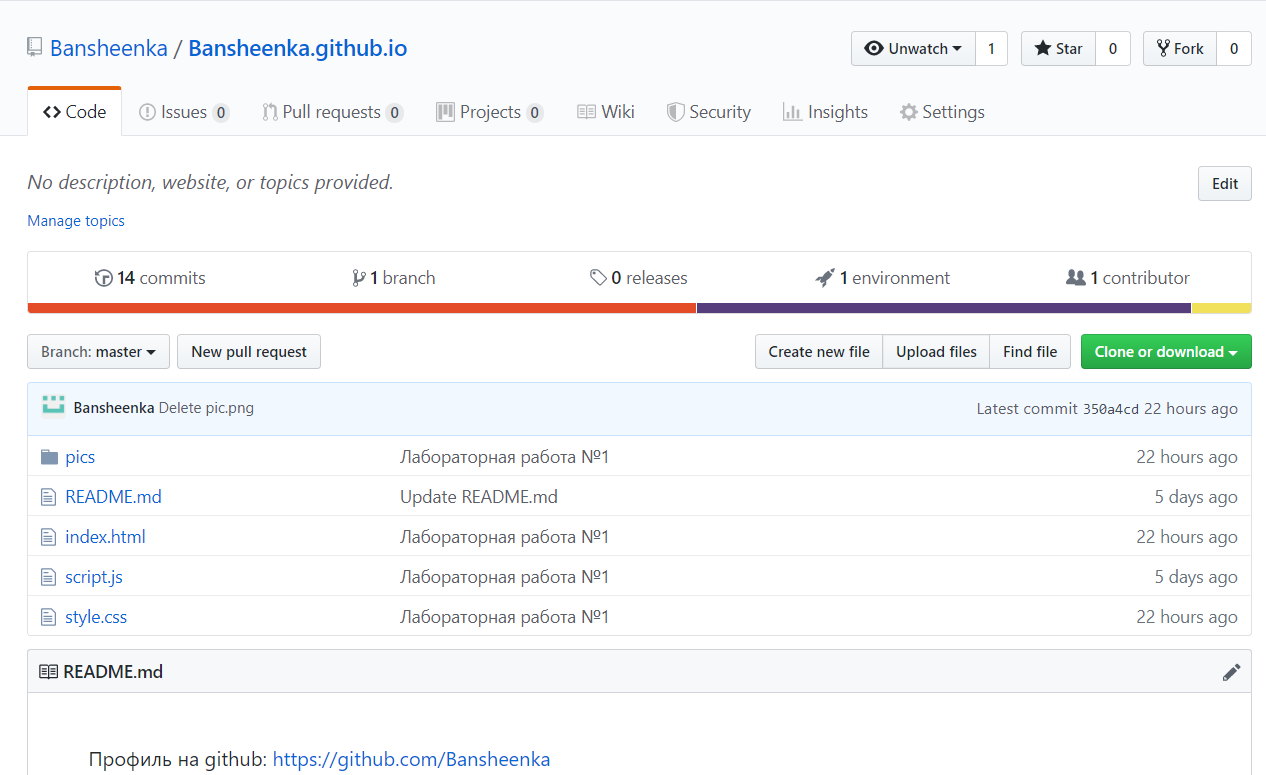 Bansheenka / Bansheenka.github.io
Unwatch 1 Star 0 Fork 0
Code Issues 0 Pull requests 0 Projects 0 Wiki Security Insights Settings
No description, website, or topics provided. Edit
Manage topics
14 commits 1 branch 0 releases 1 environment 1 contributor
Branch: master New pull request Create new file Upload files Find file Clone or download
Bansheenka Delete pic.png Latest commit 350a4cd 22 hours ago
pics Лабораторная работа №1 22 hours ago
README.md Update README.md 5 days ago
index.html Лабораторная работа №1 22 hours ago
script.js Лабораторная работа №1 5 days ago
style.css Лабораторная работа №1 22 hours ago
README.md
Профиль на github: https://github.com/Bansheenka